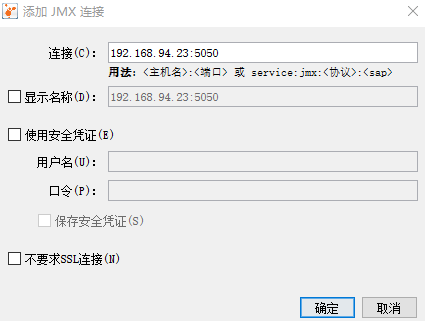 添加 JMX 连接
连接(C): 192.168.94.23:5050
用法: <主机名>:<端口> 或 service:jmx:<协议>:<sap>
显示名称(D): 192.168.94.23:5050
使用安全凭证(E)
用户名(U):
口令(P):
保存安全凭证(S)
不要求SSL连接(N)
确定 取消